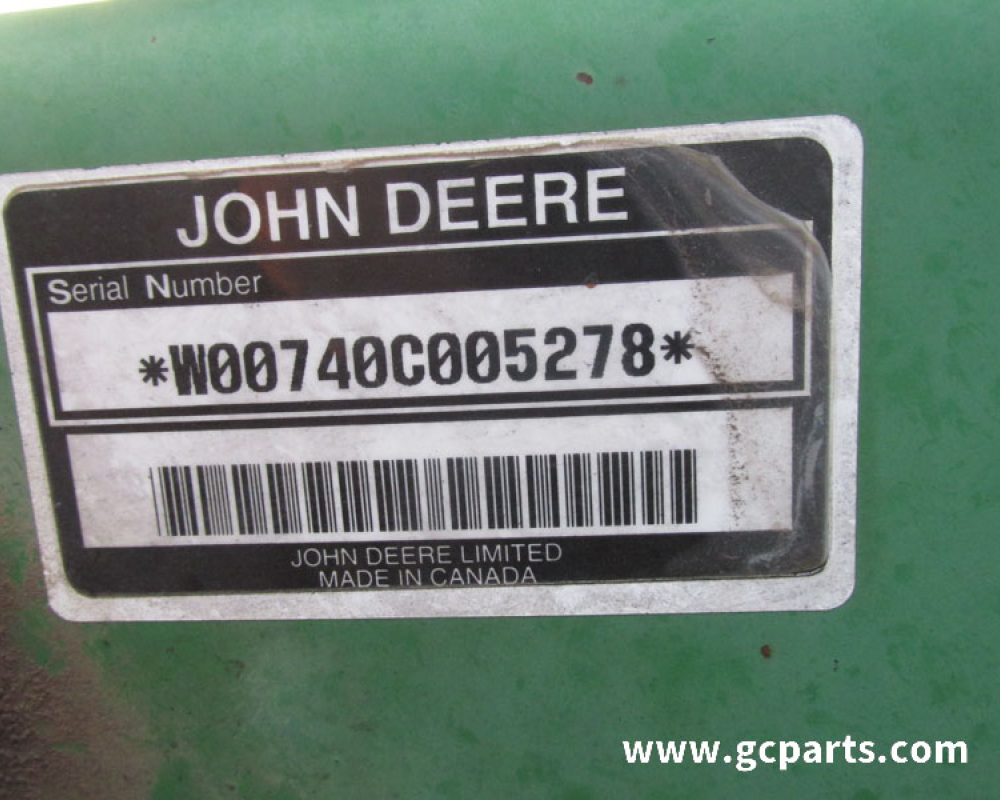 JOHN DEERE
Serial Number
*W00740C005278*
JOHN DEERE LIMITED
MADE IN CANADA
www.gcparts.com